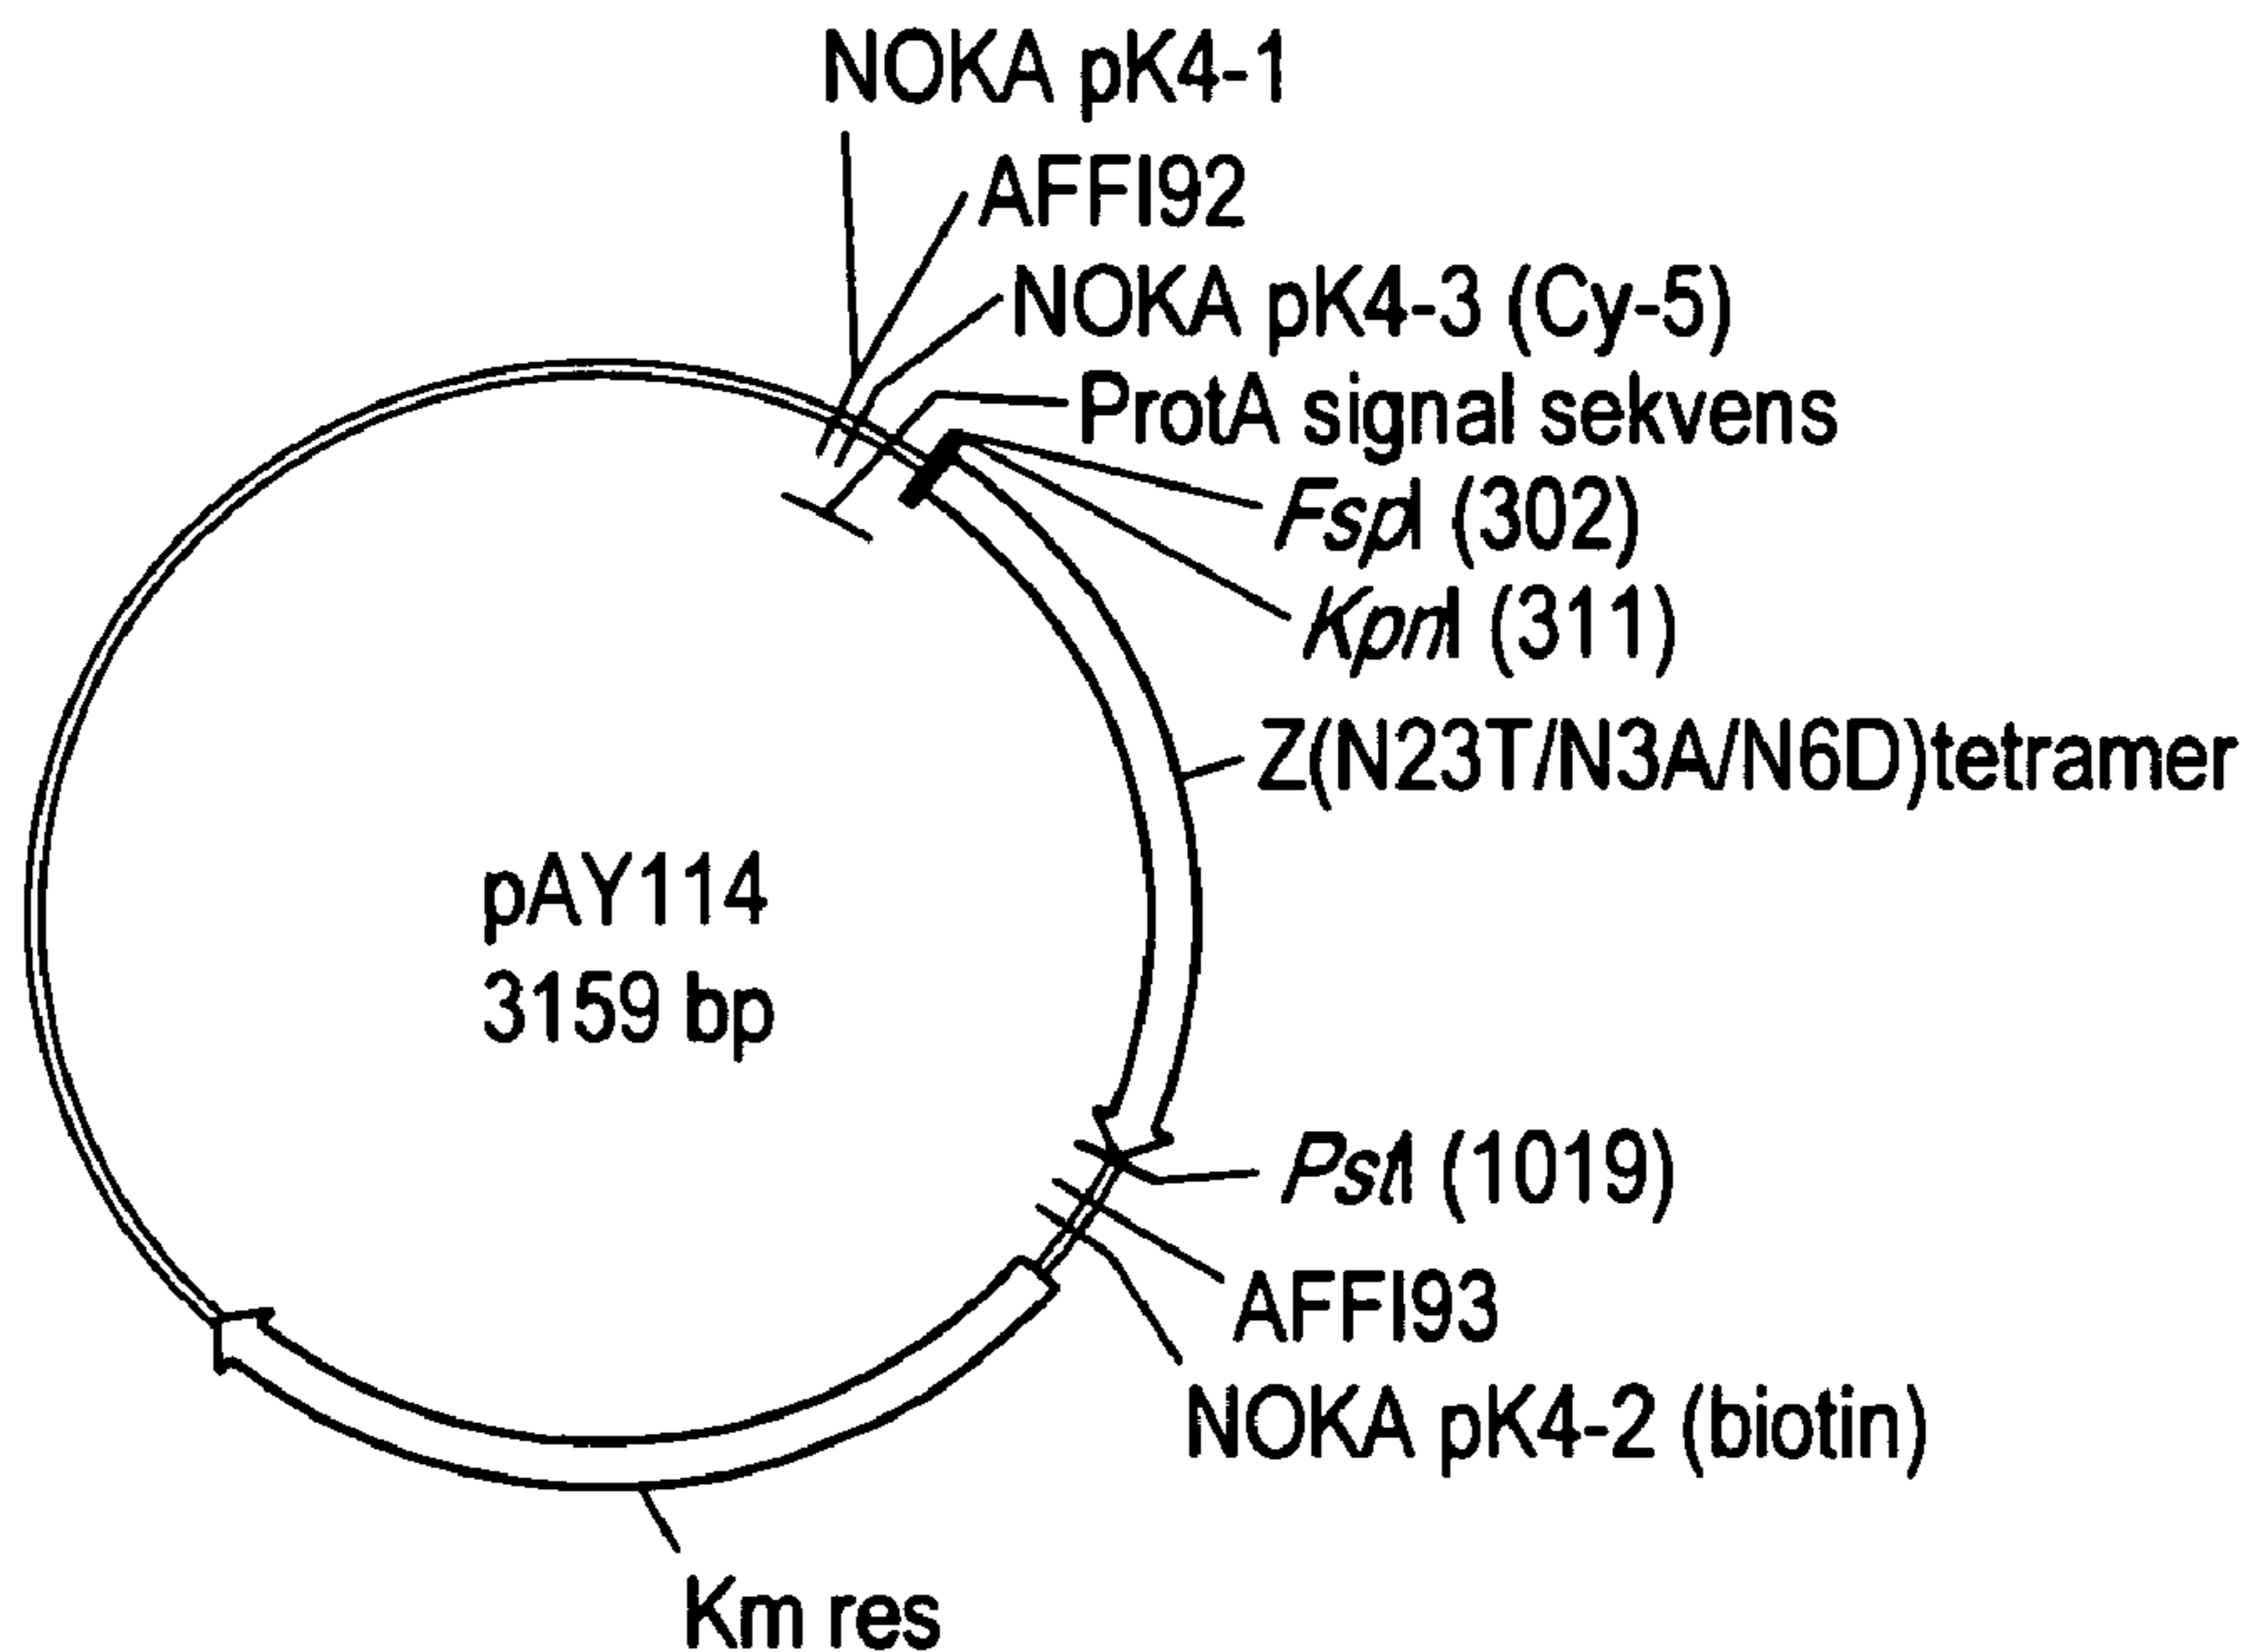 NOKA pK4-1
AFFI92
NOKA pK4-3 (Cy-5)
ProtA signal sekvens
FspI (302)
KpnI (311)
Z(N23T/N3A/N6D)tetramer
pAY114
3159 bp
PstI (1019)
AFFI93
NOKA pK4-2 (biotin)
Km res